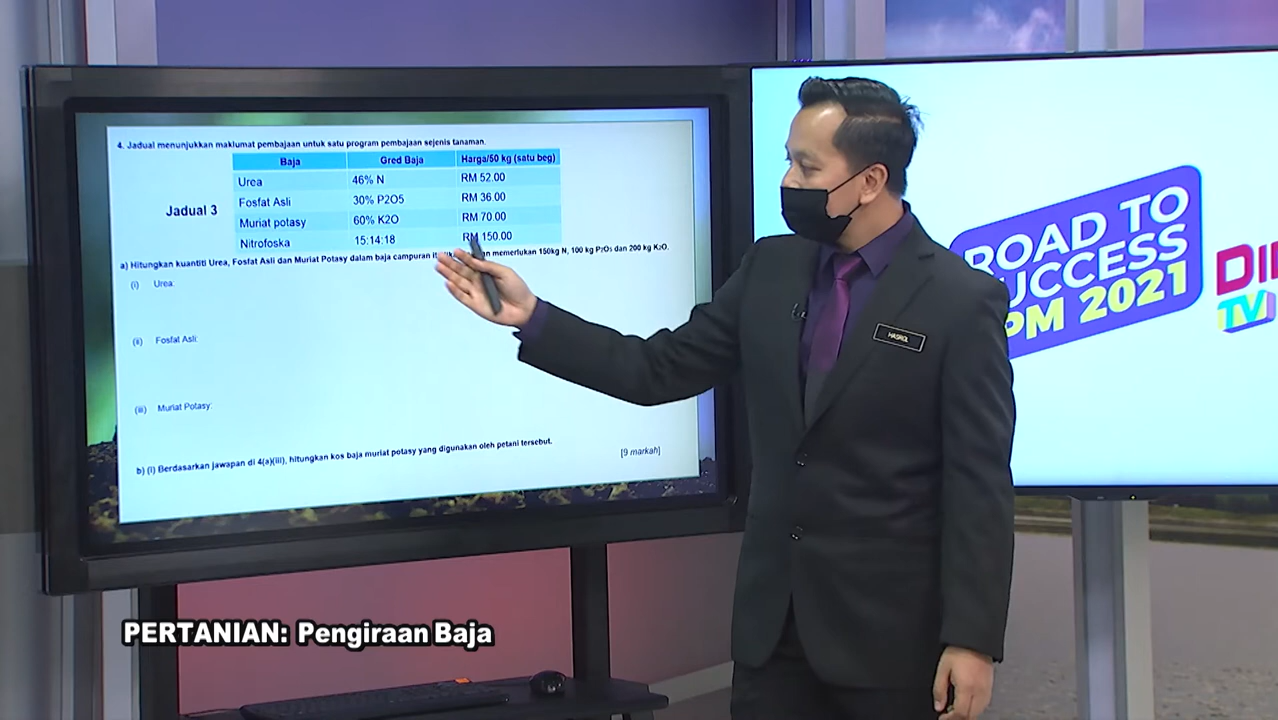 4. Jadual menunjukkan maklumat pembajaan untuk satu program pembajaan sejenis tanaman.
Jadual 3
Baja Gred Baja Harga/50 kg (satu beg)
Urea 46% N RM 52.00
Fosfat Asli 30% P2O5 RM 36.00
Muriat potasy 60% K2O RM 70.00
Nitrofoska 15:14:18 RM 150.00
a) Hitungkan kuantiti Urea, Fosfat Asli dan Muriat Potasy dalam baja campuran memerlukan 150kg N, 100 kg P2O5 dan 200 kg K2O.
(i) Urea:
(ii) Fosfat Asli:
(iii) Muriat Potasy:
[9 markah]
b) (i) Berdasarkan jawapan di 4(a)(iii), hitungkan kos baja muriat potasy yang digunakan oleh petani tersebut.
ROAD TO
UCCESS
PM 2021
DI
TV
HASROL
PERTANIAN: Pengiraan Baja